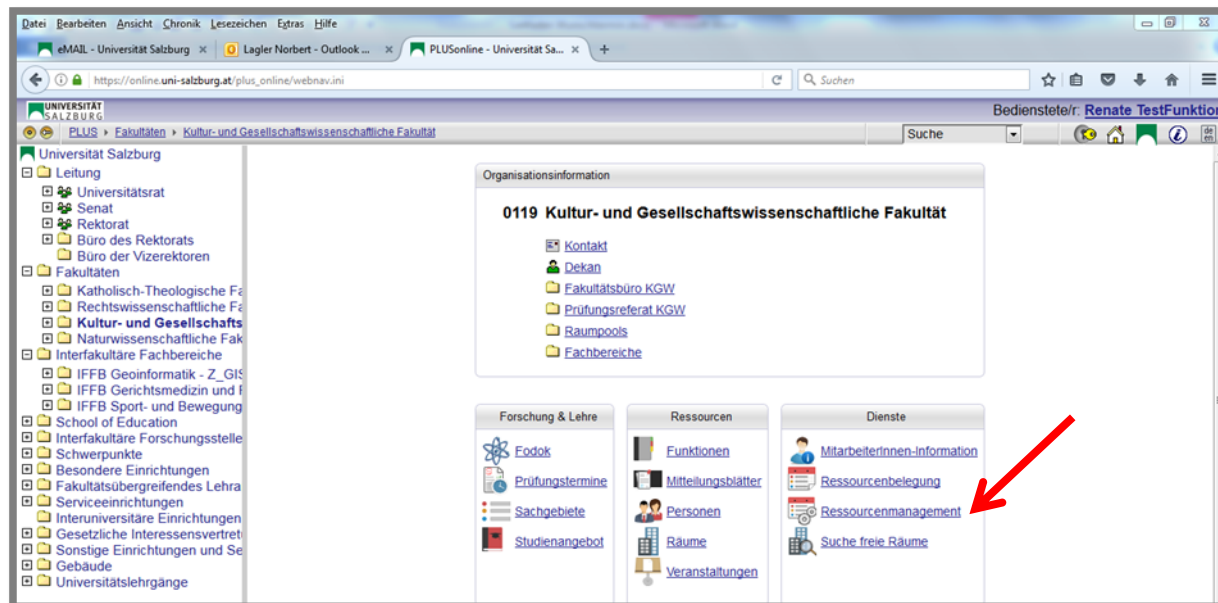 Datei Bearbeiten Ansicht Chronik Lesezeichen Extras Hilfe
eMAIL - Universität Salzburg × Lagler Norbert - Outlook ... × PLUSonline - Universität Sa... × +
https://online.uni-salzburg.at/plus_online/webnav.ini Suchen
UNIVERSITÄT
SALZBURG
Bedienstete/r: Renate TestFunktion
PLUS Fakultäten Kultur- und Gesellschaftswissenschaftliche Fakultät Suche de
en
Universität Salzburg
Leitung
Universitätsrat
Senat
Rektorat
Büro des Rektorats
Büro der Vizerektoren
Fakultäten
Katholisch-Theologische Fa
Rechtswissenschaftliche Fa
Kultur- und Gesellschafts
Naturwissenschaftliche Fak
Interfakultäre Fachbereiche
IFFB Geoinformatik - Z_GIS
IFFB Gerichtsmedizin und F
IFFB Sport- und Bewegung
School of Education
Interfakultäre Forschungsstelle
Schwerpunkte
Besondere Einrichtungen
Fakultätsübergreifendes Lehra
Serviceeinrichtungen
Interuniversitäre Einrichtungen
Gesetzliche Interessensvertret
Sonstige Einrichtungen und Se
Gebäude
Universitätslehrgänge
Organisationsinformation
0119 Kultur- und Gesellschaftswissenschaftliche Fakultät
Kontakt
Dekan
Fakultätsbüro KGW
Prüfungsreferat KGW
Raumpools
Fachbereiche
Forschung & Lehre
Fodok
Prüfungstermine
Sachgebiete
Studienangebot
Ressourcen
Funktionen
Mitteilungsblätter
Personen
Räume
Veranstaltungen
Dienste
MitarbeiterInnen-Information
Ressourcenbelegung
Ressourcenmanagement
Suche freie Räume